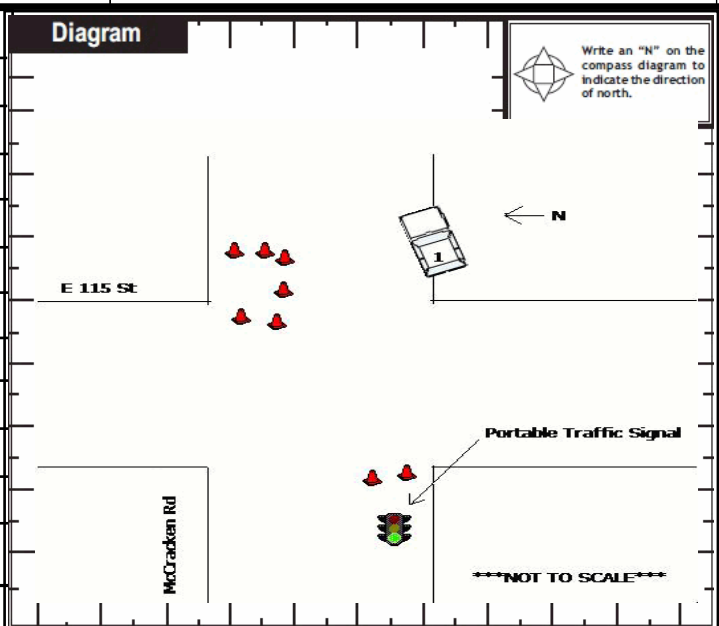 Diagram
Write an “N” on the
compass diagram to
indicate the direction
of north.
N
1
E 115 St
Portable Traffic Signal
McCracken Rd
***NOT TO SCALE***